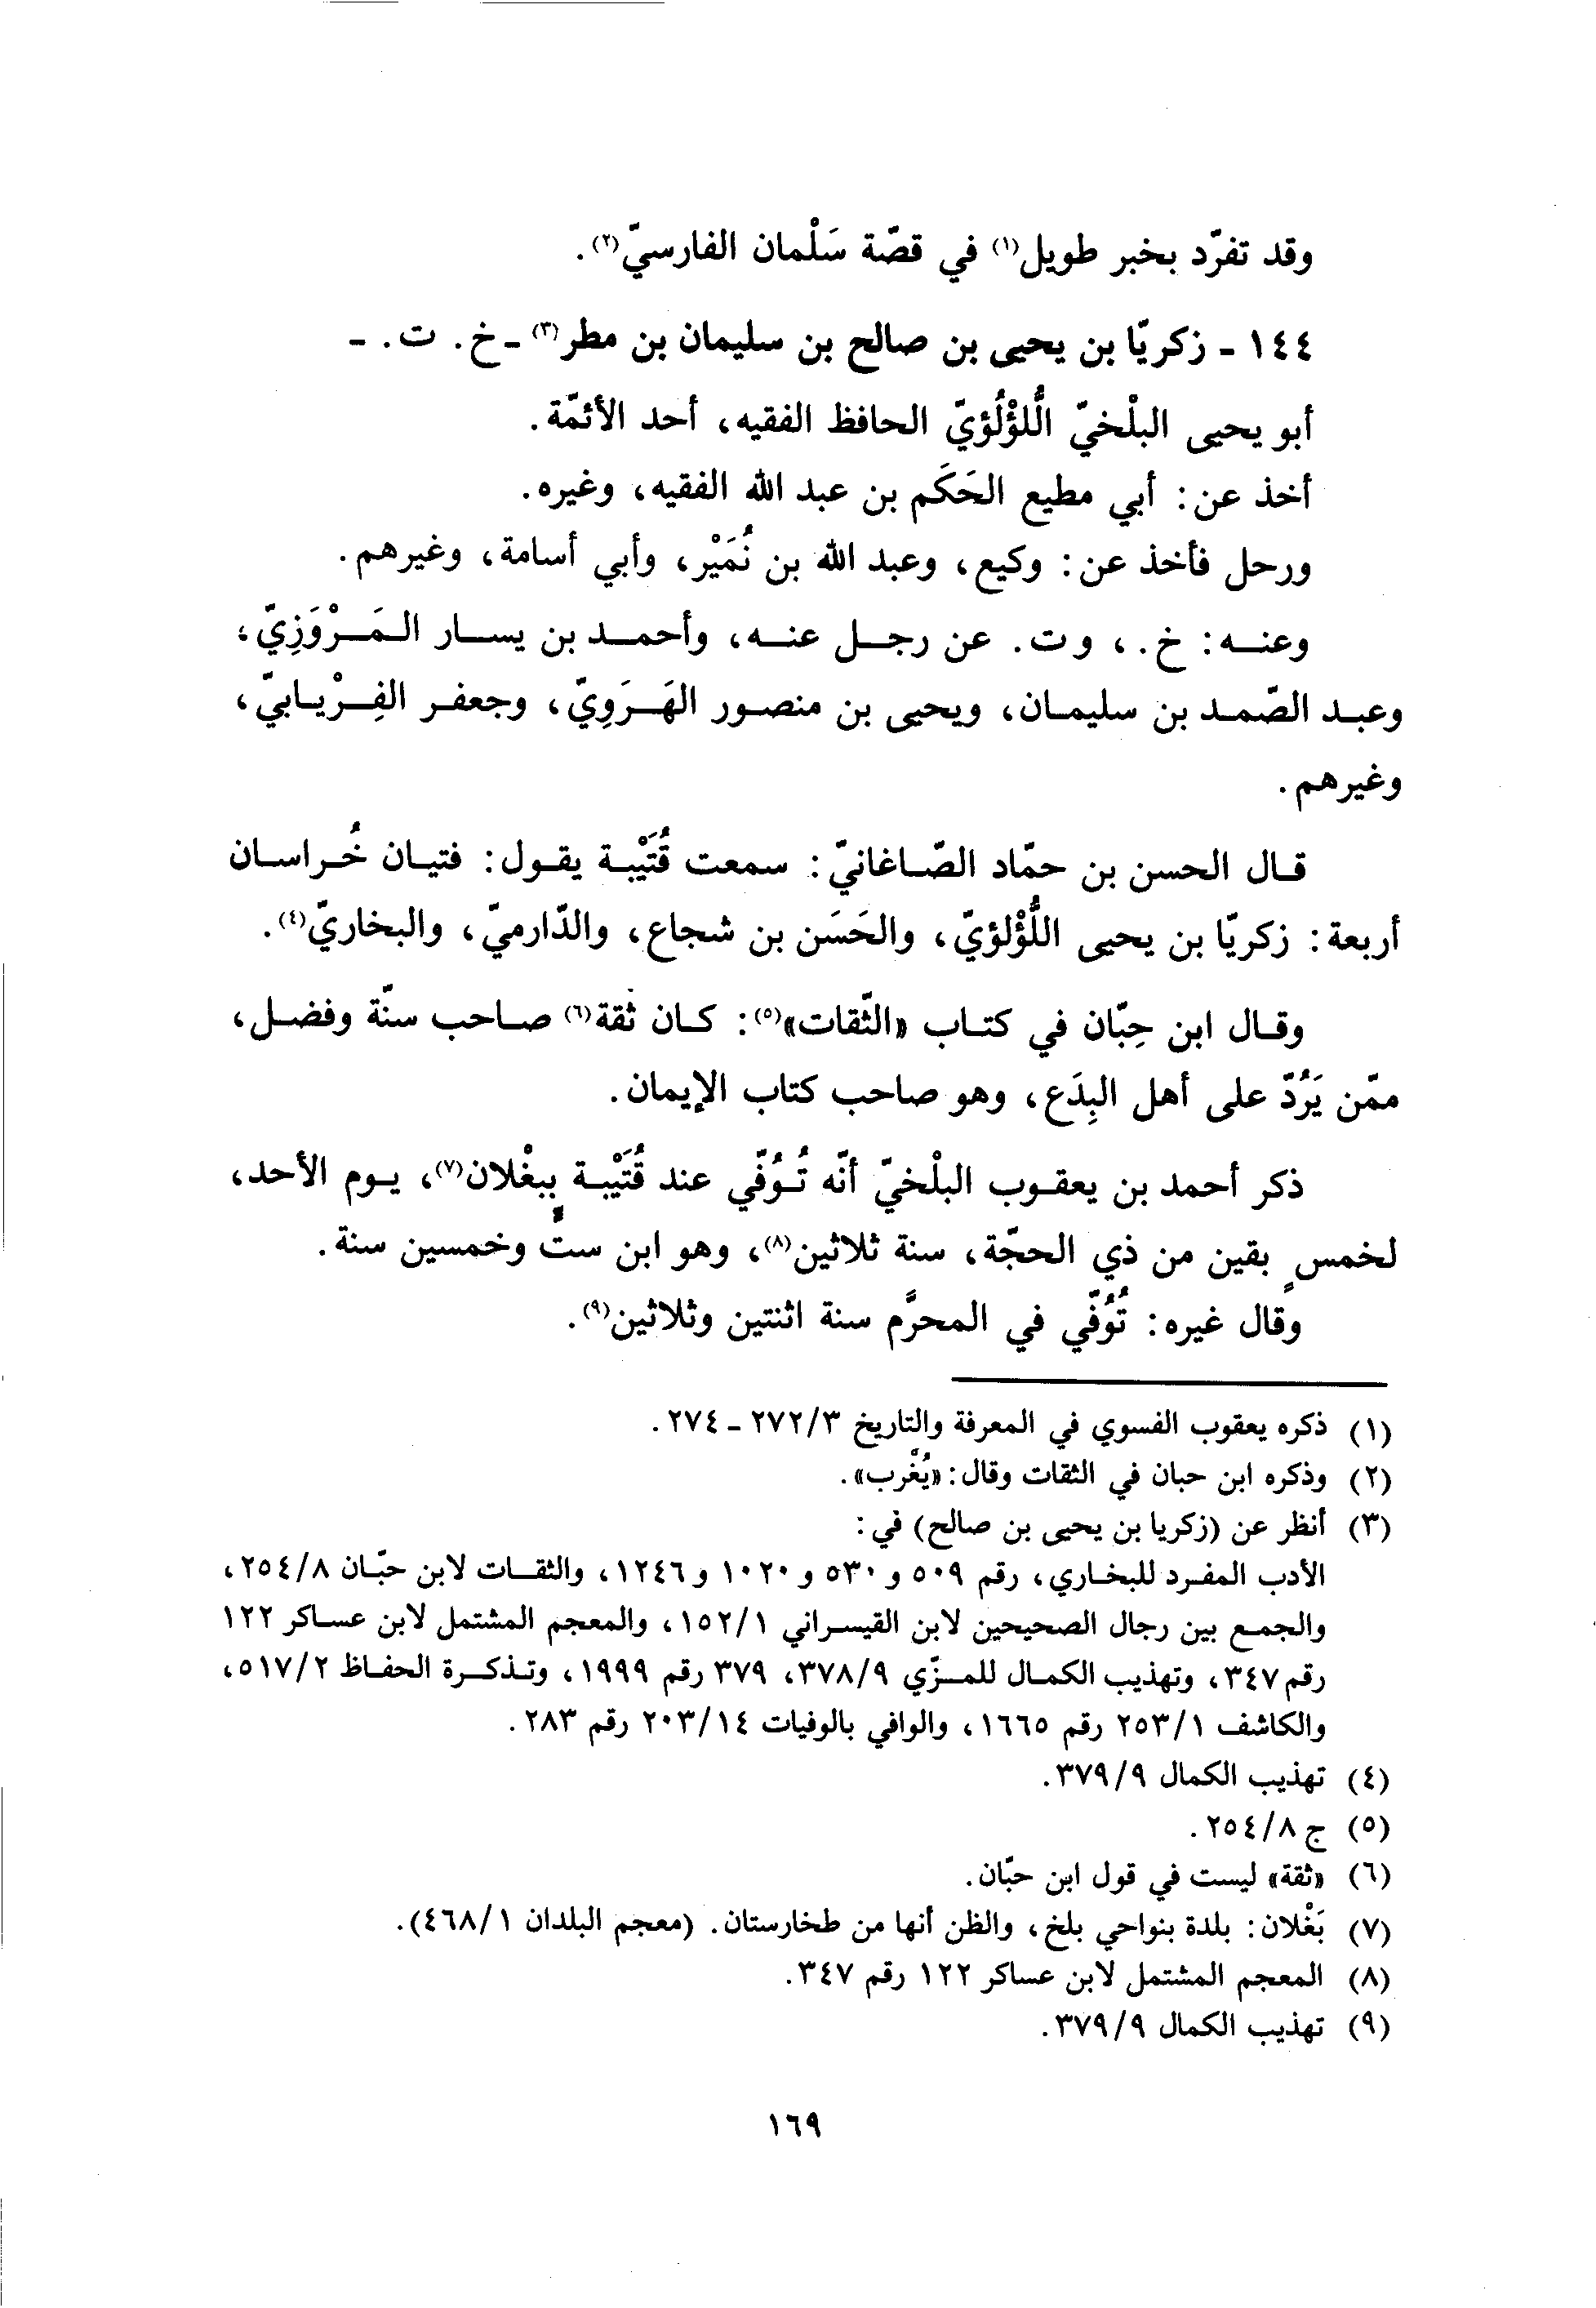 وقد تفرّد بخبر طويل(١) في قصّة سَلْمان الفارسيّ(٢).
١٤٤ - زكريّا بن يحيى بن صالح بن سليمان بن مطر(٣) - خ. ت. -
أبو يحيى البلْخيّ اللُّؤْلُؤيّ الحافظ الفقيه، أحد الأئمّة.
أخذ عن: أبي مطيع الحَكَم بن عبد الله الفقيه، وغيره.
ورحل فأخذ عن: وكيع، وعبد الله بن نُمَيْر، وأبي أسامة، وغيرهم.
وعنه: خ.، وت. عن رجل عنه، وأحمد بن يسار المَرْوَزِيّ،
وعبد الصّمد بن سليمان، ويحيى بن منصور الهَرَوِيّ، وجعفر الفِرْيابيّ،
وغيرهم.
قال الحسن بن حمّاد الصّاغانيّ: سمعت قُتَيْبة يقول: فتيان خُراسان
أربعة: زكريّا بن يحيى اللُّؤْلؤيّ، والحَسَن بن شجاع، والدّارميّ، والبخاريّ(٤).
وقال ابن حِبّان في كتاب «الثّقات»(٥): كان ثقة(٦) صاحب سنّة وفضل،
ممّن يَرُدّ على أهل البِدَع، وهو صاحب كتاب الإيمان.
ذكر أحمد بن يعقوب البلْخيّ أنّه تُوُفّي عند قُتَيْبة ببغْلان(٧)، يوم الأحد،
لخمسٍ بقين من ذي الحجّة، سنة ثلاثين(٨)، وهو ابن ستٍّ وخمسين سنة.
وقال غيره: تُوُفّي في المحرَّم سنة اثنتين وثلاثين(٩).
(١) ذكره يعقوب الفسوي في المعرفة والتاريخ ٢٧٢/٣ - ٢٧٤.
(٢) وذكره ابن حبان في الثقات وقال: «يُغْرب».
(٣) أنظر عن (زكريا بن يحيى بن صالح) في:
الأدب المفرد للبخاري، رقم ٥٠٩ و ٥٣٠ و ١٠٢٠ و ١٢٤٦، والثقات لابن حبّان ٢٥٤/٨،
والجمع بين رجال الصحيحين لابن القيسراني ١٥٢/١، والمعجم المشتمل لابن عساكر ١٢٢
رقم ٣٤٧، وتهذيب الكمال للمزّي ٣٧٨/٩، ٣٧٩ رقم ١٩٩٩، وتذكرة الحفاظ ٥١٧/٢،
والكاشف ٢٥٣/١ رقم ١٦٦٥، والوافي بالوفيات ٢٠٣/١٤ رقم ٢٨٣.
(٤) تهذيب الكمال ٣٧٩/٩.
(٥) ج ٢٥٤/٨.
(٦) «ثقة» ليست في قول ابن حبّان.
(٧) بَغْلان: بلدة بنواحي بلخ، والظن أنها من طخارستان. (معجم البلدان ٤٦٨/١).
(٨) المعجم المشتمل لابن عساكر ١٢٢ رقم ٣٤٧.
(٩) تهذيب الكمال ٣٧٩/٩.
١٦٩